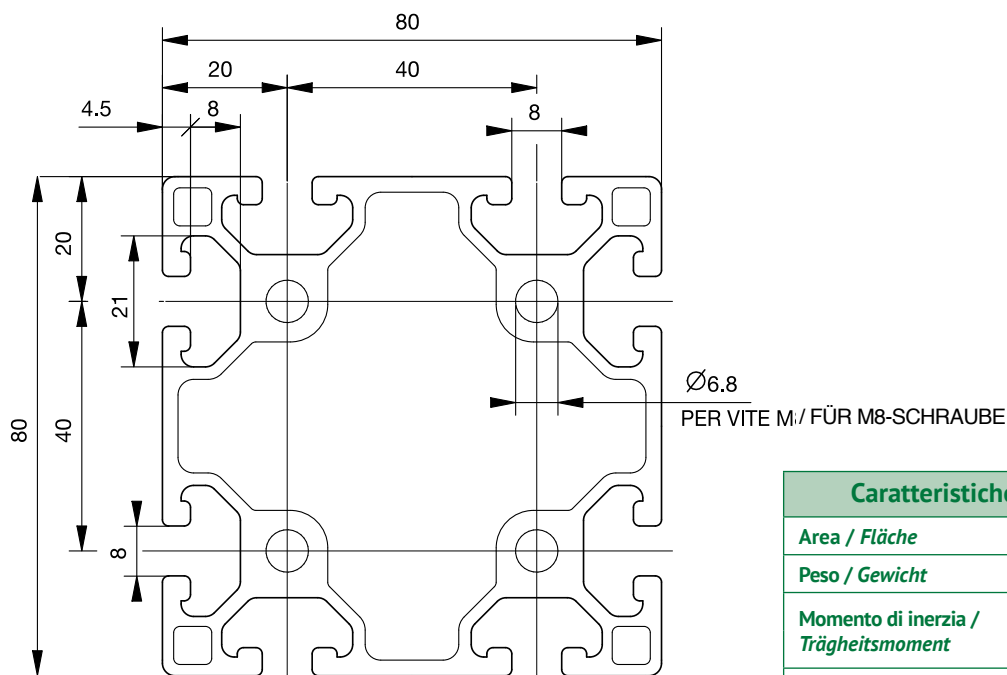 80
20
40
4.5
8
8
20
21
80
40
8
Ø6.8
PER VITE M / FÜR M8-SCHRAUBE
Caratteristiche
Area / Fläche
Peso / Gewicht
Momento di inerzia /
Trägheitsmoment